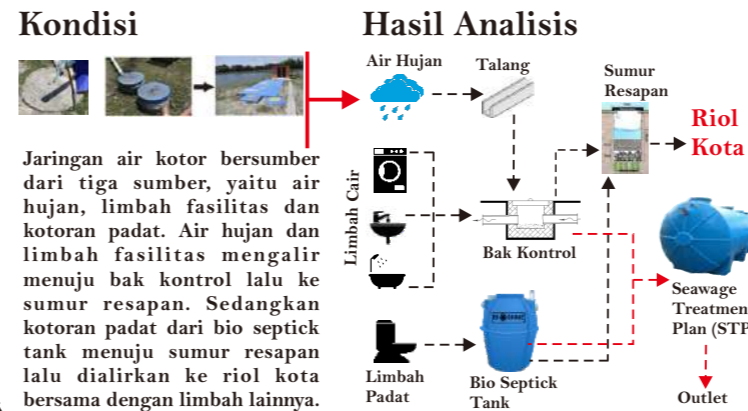 Kondisi
Jaringan air kotor bersumber
dari tiga sumber, yaitu air
hujan, limbah fasilitas dan
kotoran padat. Air hujan dan
limbah fasilitas mengalir
menuju bak kontrol lalu ke
sumur resapan. Sedangkan
kotoran padat dari bio septick
tank menuju sumur resapan
lalu dialirkan ke riol kota
bersama dengan limbah lainnya.
Hasil Analisis
Air Hujan
Talang
Sumur
Resapan
Riol
Kota
Limbah Cair
Bak Kontrol
Seawage
Treatmen
Plan (STP
Limbah
Padat
Bio Septick
Tank
Outlet